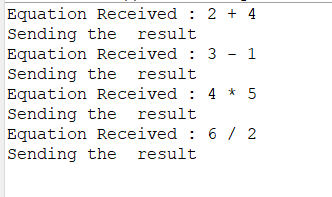 Equation Received : 2 + 4
Sending the  result
Equation Received : 3 - 1
Sending the  result
Equation Received : 4 * 5
Sending the  result
Equation Received : 6 / 2
Sending the  result